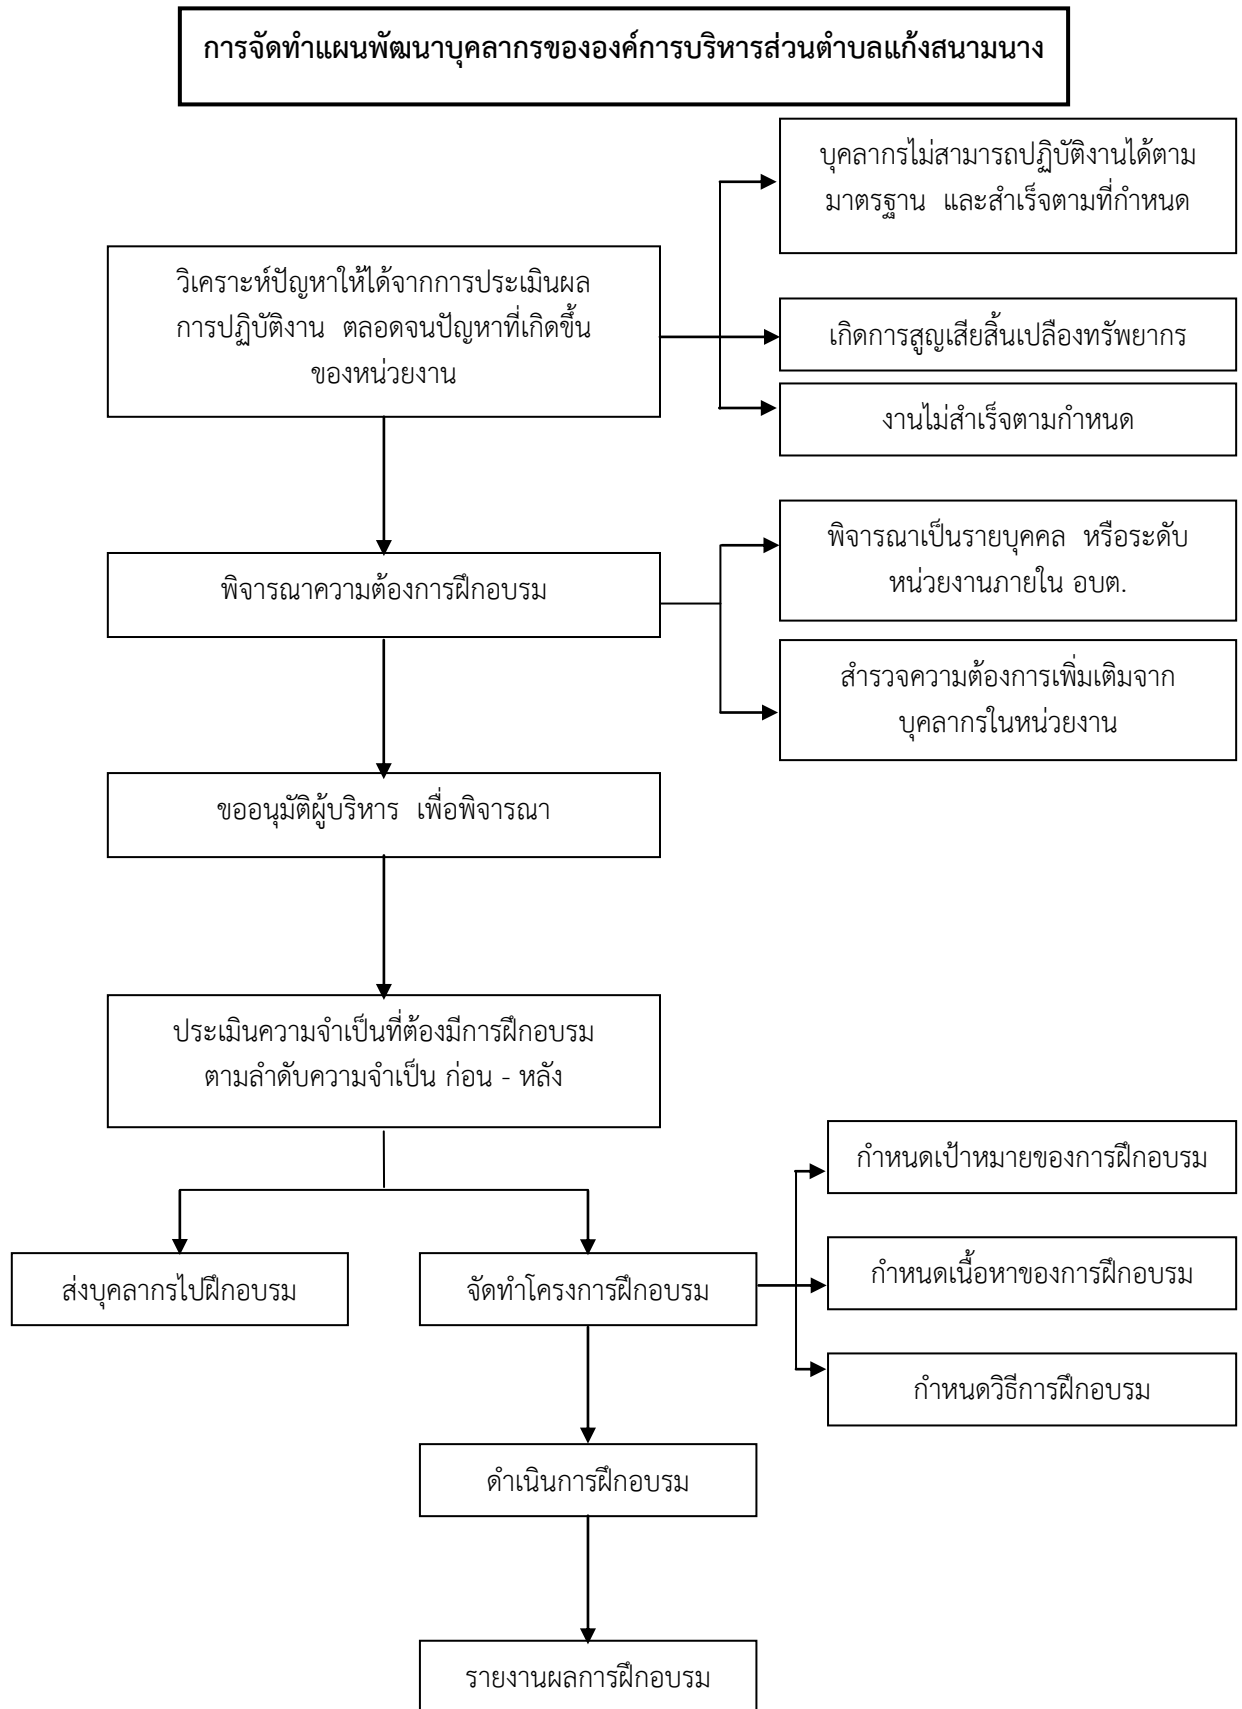 การจัดทำแผนพัฒนาบุคลากรขององค์การบริหารส่วนตำบลแก้งสนามนาง
บุคลากรไม่สามารถปฏิบัติงานได้ตาม
มาตรฐาน และสำเร็จตามที่กำหนด
วิเคราะห์ปัญหาให้ได้จากการประเมินผล
การปฏิบัติงาน ตลอดจนปัญหาที่เกิดขึ้น
ของหน่วยงาน
เกิดการสูญเสียสิ้นเปลืองทรัพยากร
งานไม่สำเร็จตามกำหนด
พิจารณาความต้องการฝึกอบรม
พิจารณาเป็นรายบุคคล หรือระดับ
หน่วยงานภายใน อบต.
สำรวจความต้องการเพิ่มเติมจาก
บุคลากรในหน่วยงาน
ขออนุมัติผู้บริหาร เพื่อพิจารณา
ประเมินความจำเป็นที่ต้องมีการฝึกอบรม
ตามลำดับความจำเป็น ก่อน - หลัง
ส่งบุคลากรไปฝึกอบรม
จัดทำโครงการฝึกอบรม
กำหนดเป้าหมายของการฝึกอบรม
กำหนดเนื้อหาของการฝึกอบรม
กำหนดวิธีการฝึกอบรม
ดำเนินการฝึกอบรม
รายงานผลการฝึกอบรม